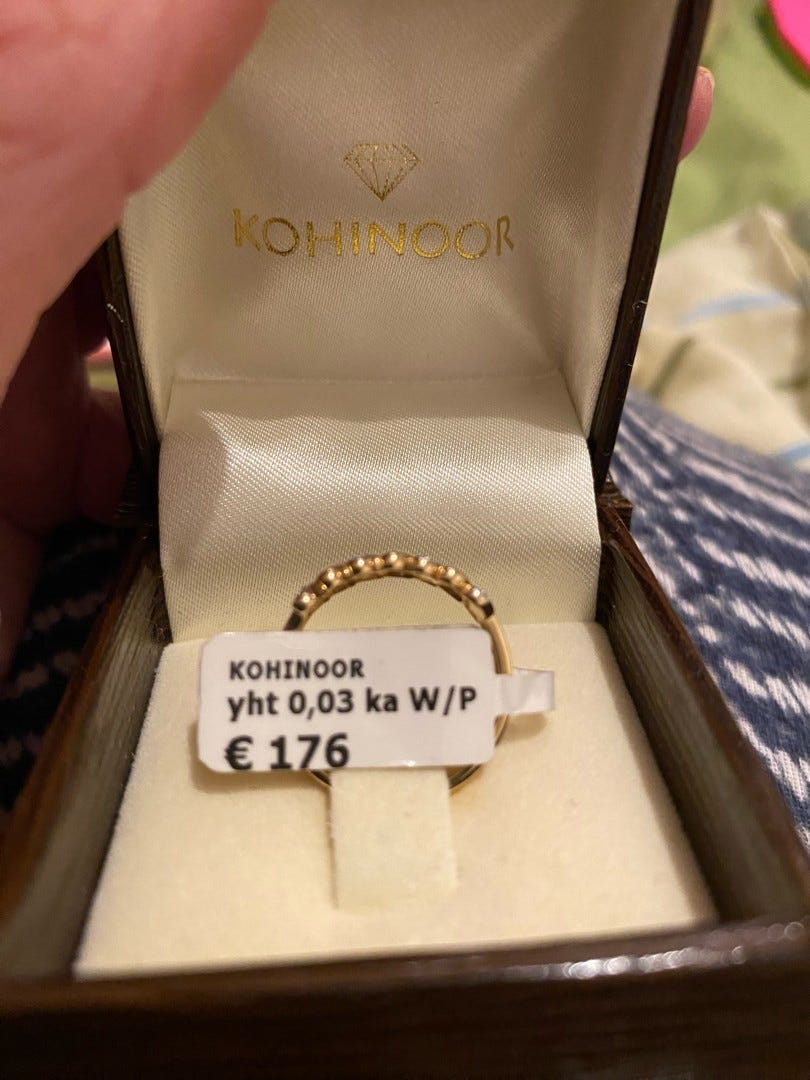 KOHINOOR
KOHINOOR
yht 0,03 ka W/P
€ 176